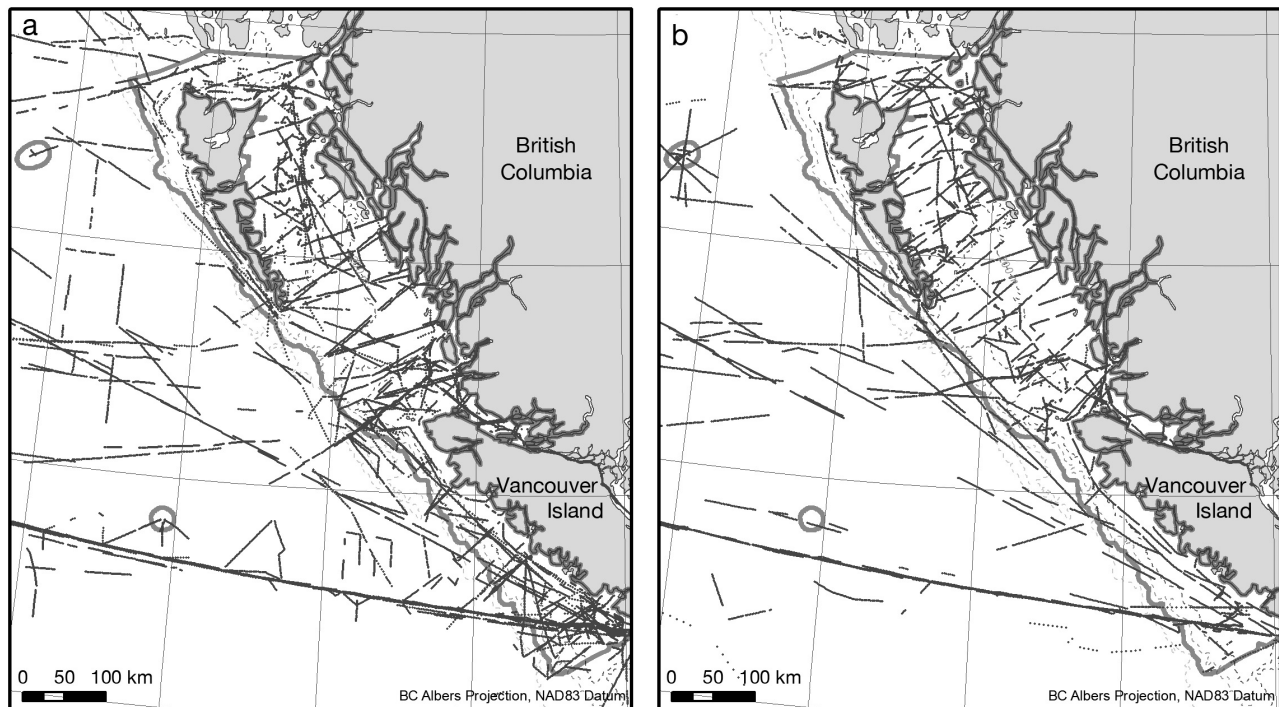 a
British
Columbia
Vancouver
Island
0 50 100 km
BC Albers Projection, NAD83 Datum
b
British
Columbia
Vancouver
Island
0 50 100 km
BC Albers Projection, NAD83 Datum